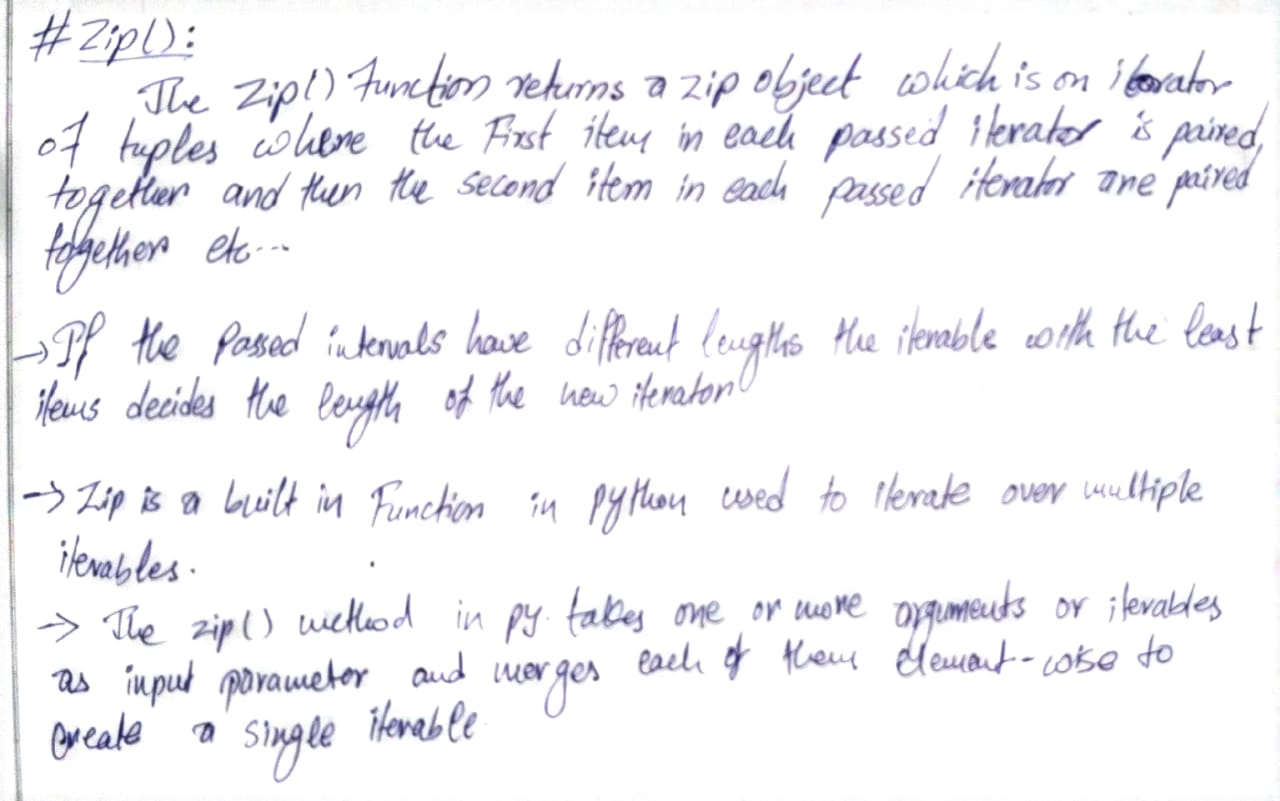 # Zip():
The Zip() Function returns a zip object which is on iterator
of tuples where the First item in each passed iterator is paired,
together and then the second item in each passed iterator are paired
together etc...
→ If the Passed intervals have different lengths the iterable with the least
items decides the length of the new iterator
→ Zip is a built in Function in python used to iterate over multiple
iterables.
→ The zip() method in py. takes one or more arguments or iterables
as input parameter and merges each of them element-wise to
create a single iterable